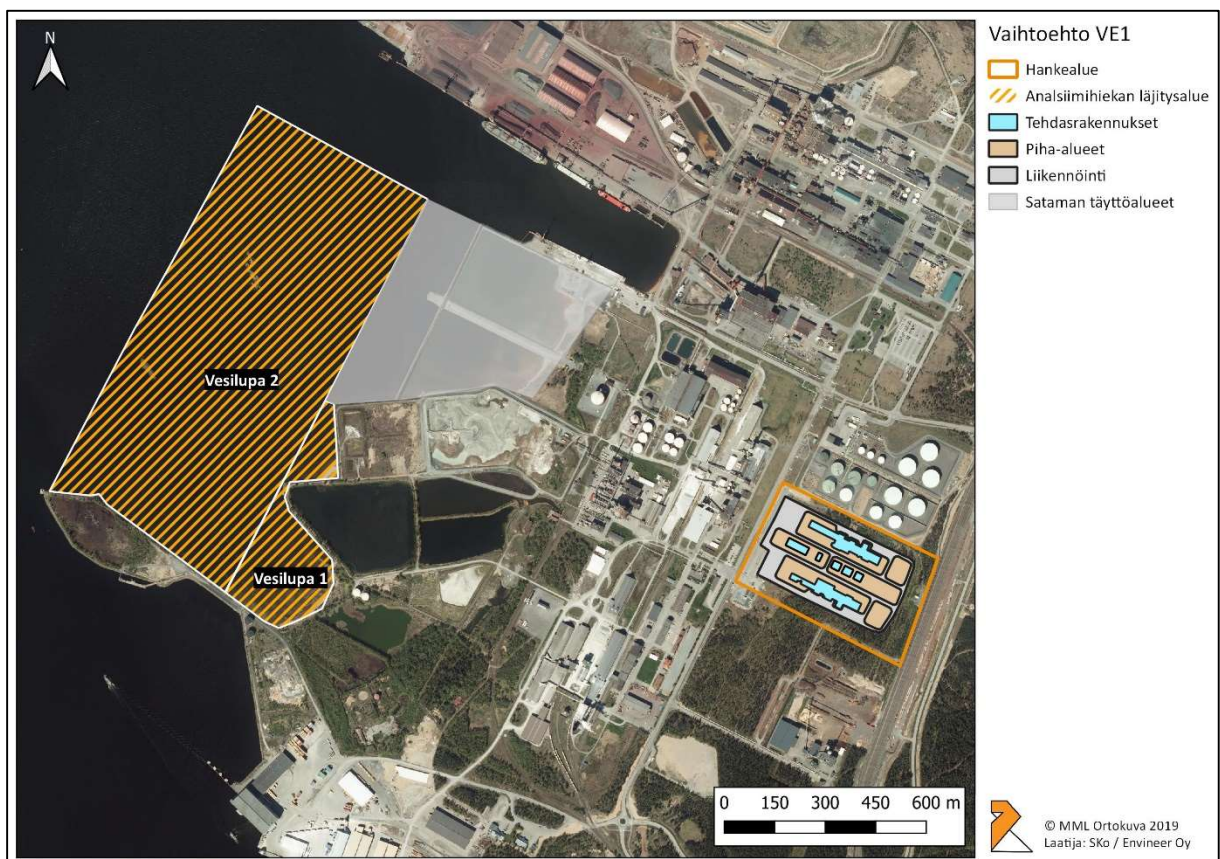 N
Vaihtoehto VE1
Hankealue
Analsiimihiekan läjitysalue
Tehdasrakennukset
Piha-alueet
Liikennöinti
Sataman täyttöalueet
Vesilupa 2
Vesilupa 1
0 150 300 450 600 m
© MML Ortokuva 2019
Laatija: SKo / Envineer Oy